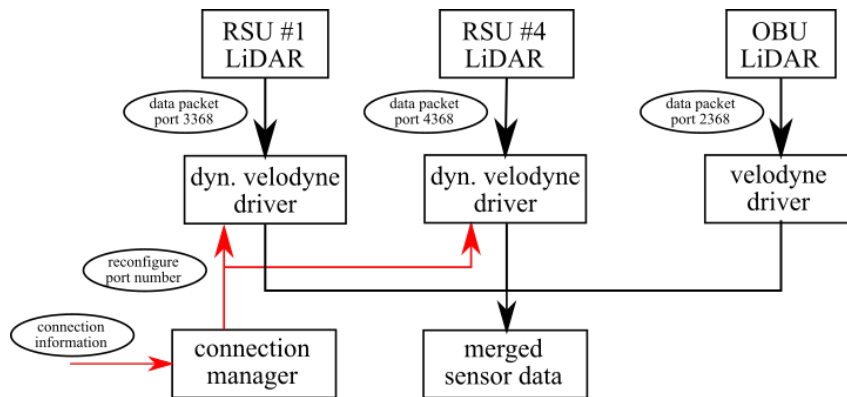 RSU #1
LiDAR
RSU #4
LiDAR
OBU
LiDAR
data packet
port 3368
data packet
port 4368
data packet
port 2368
dyn. velodyne
driver
dyn. velodyne
driver
velodyne
driver
reconfigure
port number
connection
information
connection
manager
merged
sensor data